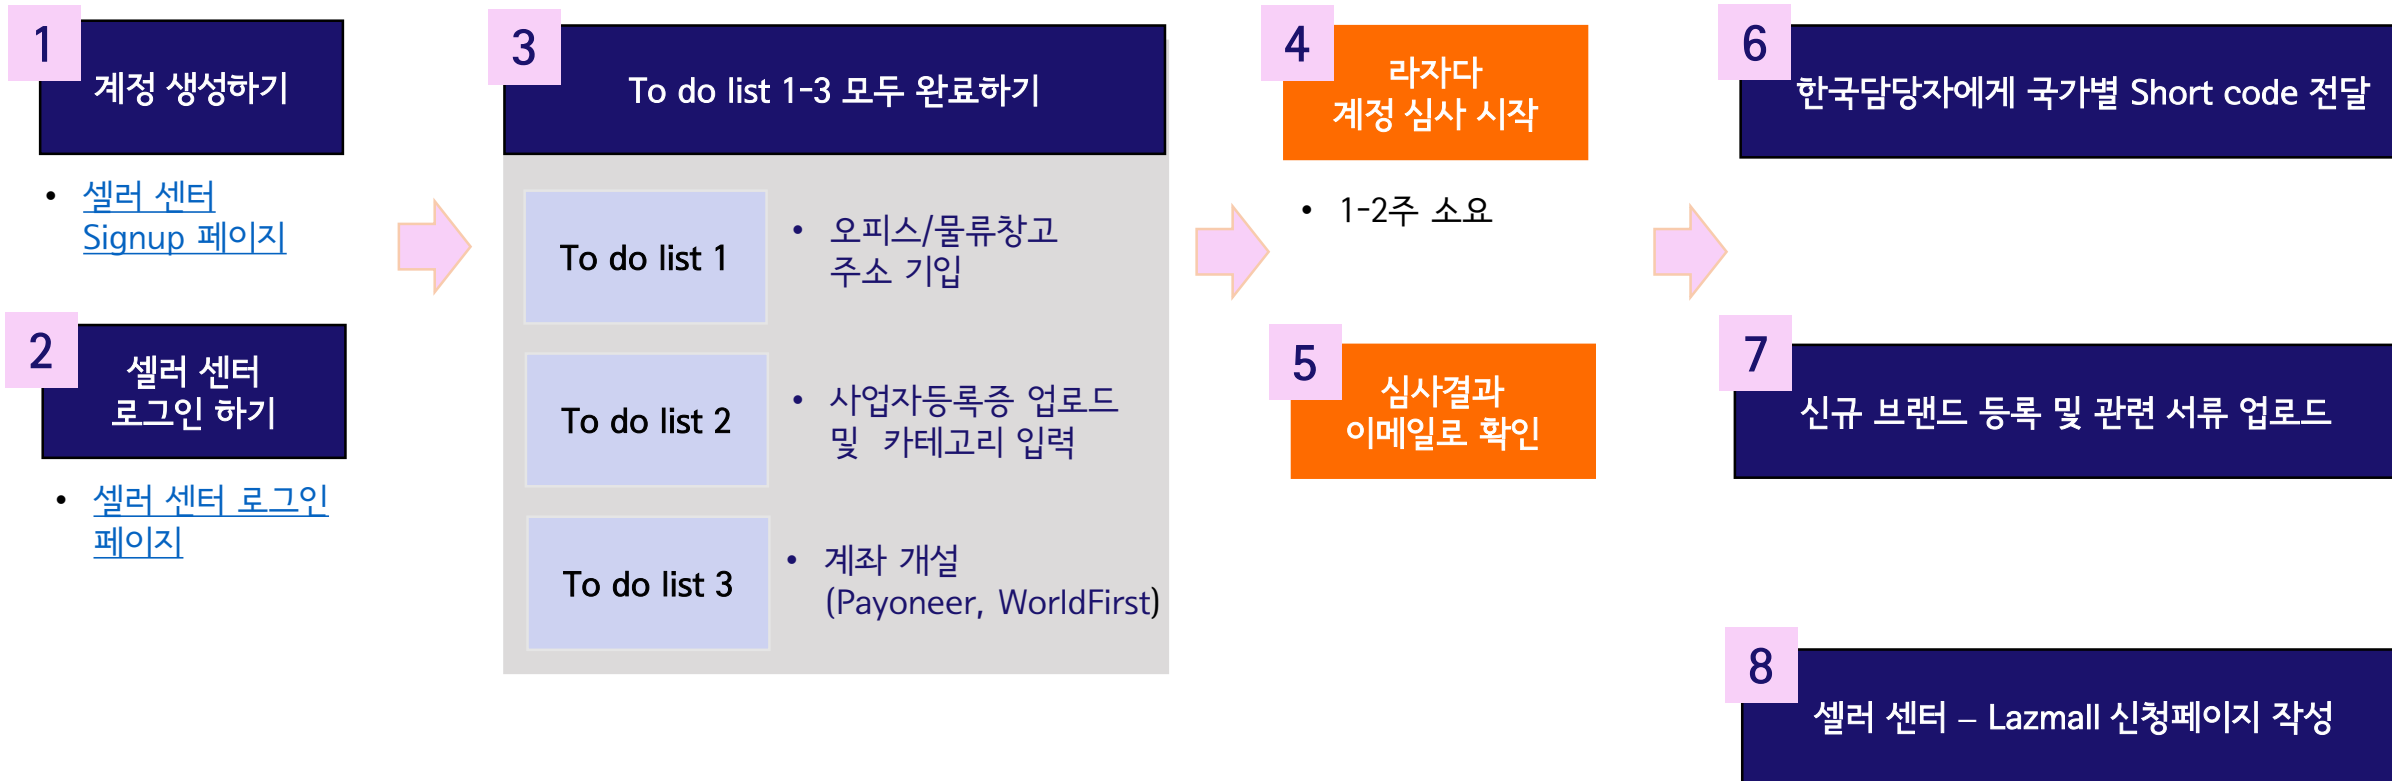 1
계정 생성하기
• 셀러 센터
Signup 페이지
2
셀러 센터
로그인 하기
• 셀러 센터 로그인
페이지
3
To do list 1-3 모두 완료하기
To do list 1
• 오피스/물류창고
주소 기입
To do list 2
• 사업자등록증 업로드
및 카테고리 입력
To do list 3
• 계좌 개설
(Payoneer, WorldFirst)
4
라자다
계정 심사 시작
• 1-2주 소요
5
심사결과
이메일로 확인
6
한국담당자에게 국가별 Short code 전달
7
신규 브랜드 등록 및 관련 서류 업로드
8
셀러 센터 – Lazmall 신청페이지 작성